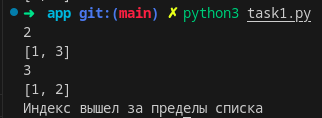 ➜ app git:(main) ✗ python3 task1.py
2
[1, 3]
3
[1, 2]
Индекс вышел за пределы списка